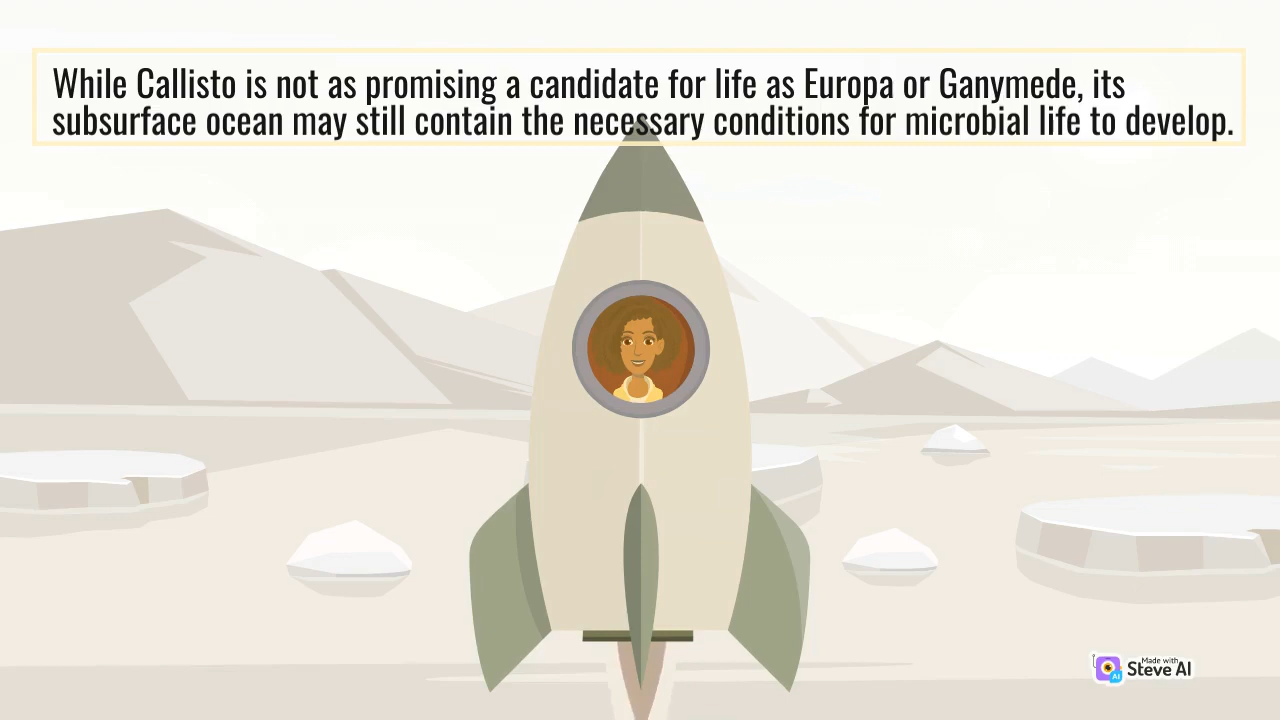 While Callisto is not as promising a candidate for life as Europa or Ganymede, its
subsurface ocean may still contain the necessary conditions for microbial life to develop.
Made with
Steve AI
AI